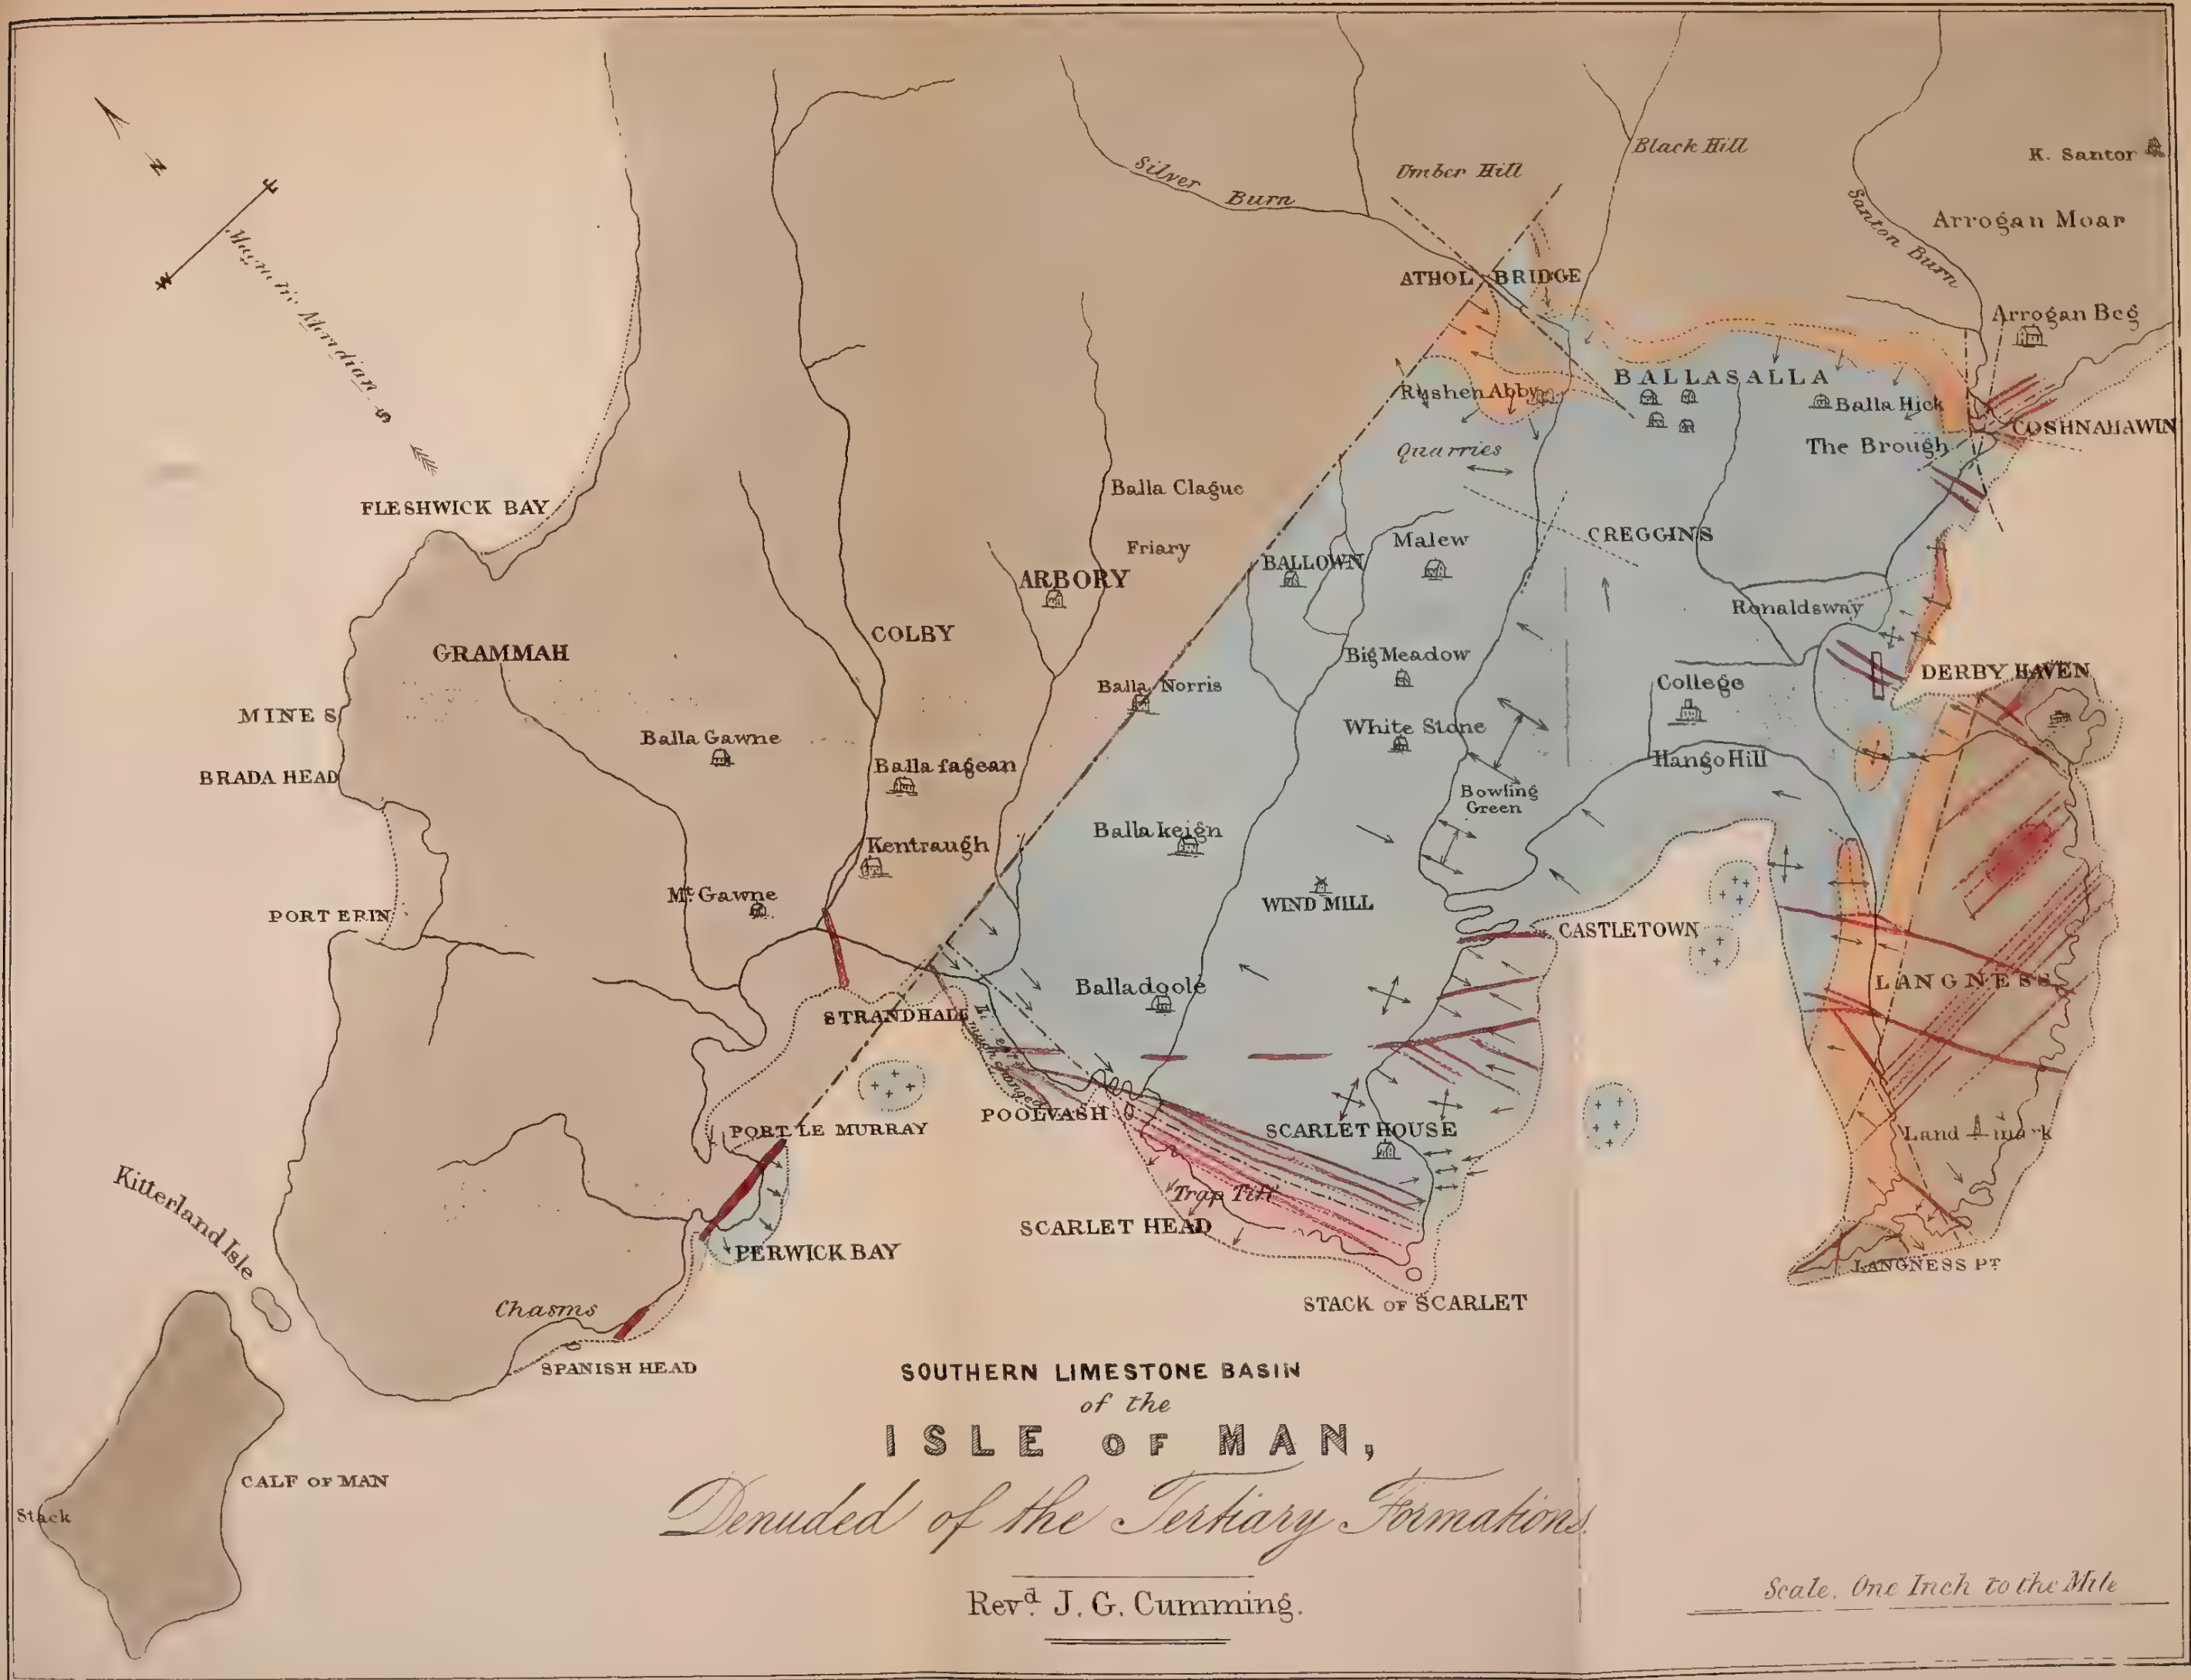 N
E
W
Magnetic Meridian
S
Silver Burn
Umber Hill
Black Hill
K. Santor
Arrogan Moar
Santon Burn
ATHOL BRIDGE
Arrogan Beg
Rushen Abby
BALLASALLA
Balla Hick
COSHNAHAWIN
The Brough
Quarries
FLESHWICK BAY
Balla Clague
Friary
ARBORY
BALLOWN
Malew
CREGGINS
Ronaldsway
COLBY
GRAMMAH
Big Meadow
DERBY HAVEN
Balla Norris
College
MINES
White Stone
Balla Gawne
Hango Hill
BRADA HEAD
Balla fagean
Bowling
Green
Balla keign
Kentraugh
Mt. Gawne
WIND MILL
PORT ERIN
CASTLETOWN
LANGNESS
Balladoole
STRANDHALL
much changed
POOLVASH
PORT LE MURRAY
SCARLET HOUSE
Land mark
Kitterland Isle
Trap Tuff
SCARLET HEAD
PERWICK BAY
LANGNESS PT
Chasms
STACK OF SCARLET
SPANISH HEAD
CALF OF MAN
Stack
SOUTHERN LIMESTONE BASIN
of the
ISLE OF MAN,
Denuded of the Tertiary Formations.
Revd. J. G. Cumming.
Scale. One Inch to the Mile